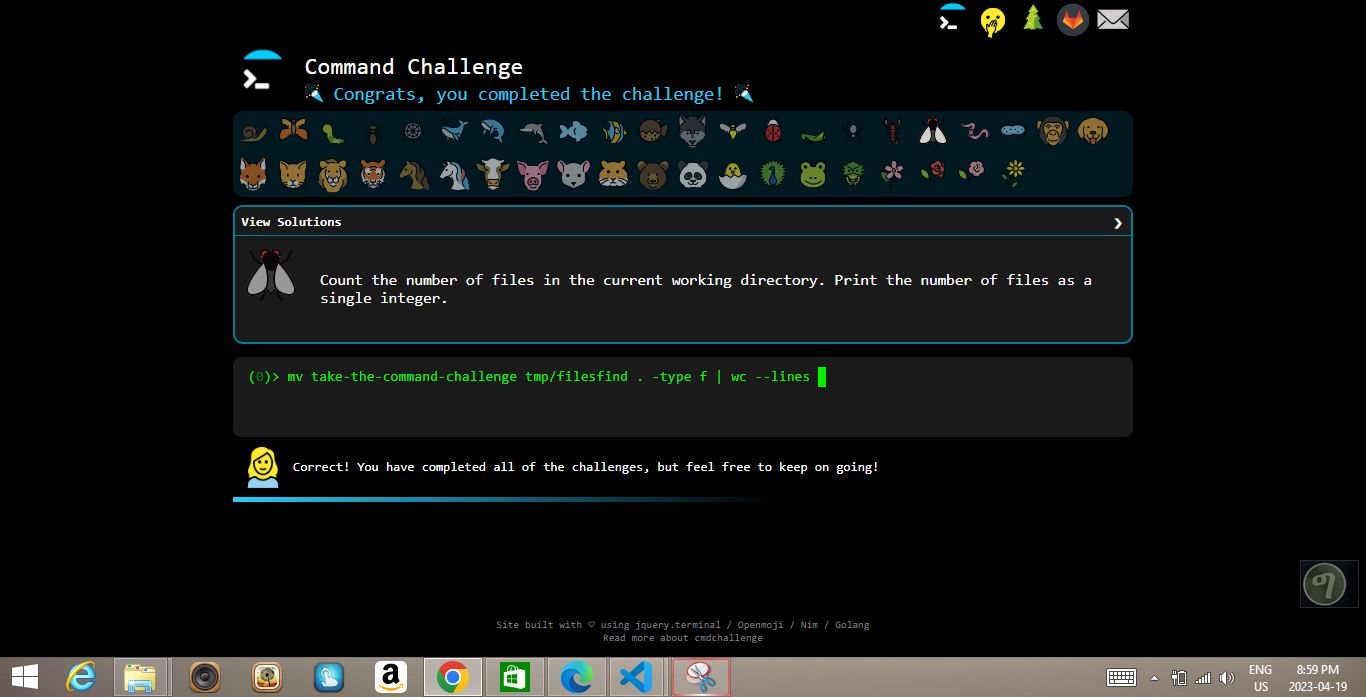 Command Challenge
Congrats, you completed the challenge!
View Solutions
Count the number of files in the current working directory. Print the number of files as a
single integer.
(0)> mv take-the-command-challenge tmp/filesfind . -type f | wc --lines
Correct! You have completed all of the challenges, but feel free to keep on going!
Site built with ♡ using jquery.terminal / Openmoji / Nim / Golang
Read more about cmdchallenge
ENG
US
8:59 PM
2023-04-19